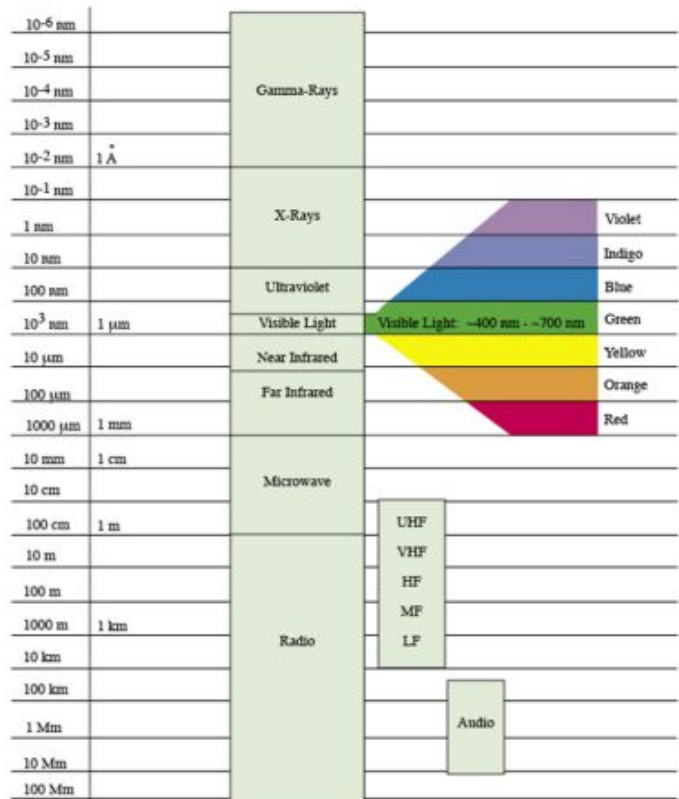 10-6 nm
10-5 nm
10-4 nm
Gamma-Rays
10-3 nm
10-2 nm 1 Å
10-1 nm
X-Rays
Violet
1 nm
10 nm
Indigo
100 nm
Ultraviolet
Blue
10³ nm 1 µm
Visible Light
Visible Light: ~400 nm - ~700 nm
Green
10 µm
Near Infrared
Yellow
100 µm
Far Infrared
Orange
1000 µm 1 mm
Red
10 mm 1 cm
10 cm
Microwave
100 cm 1 m
UHF
10 m
VHF
100 m
HF
1000 m 1 km
MF
10 km
Radio
LF
100 km
1 Mm
Audio
10 Mm
100 Mm